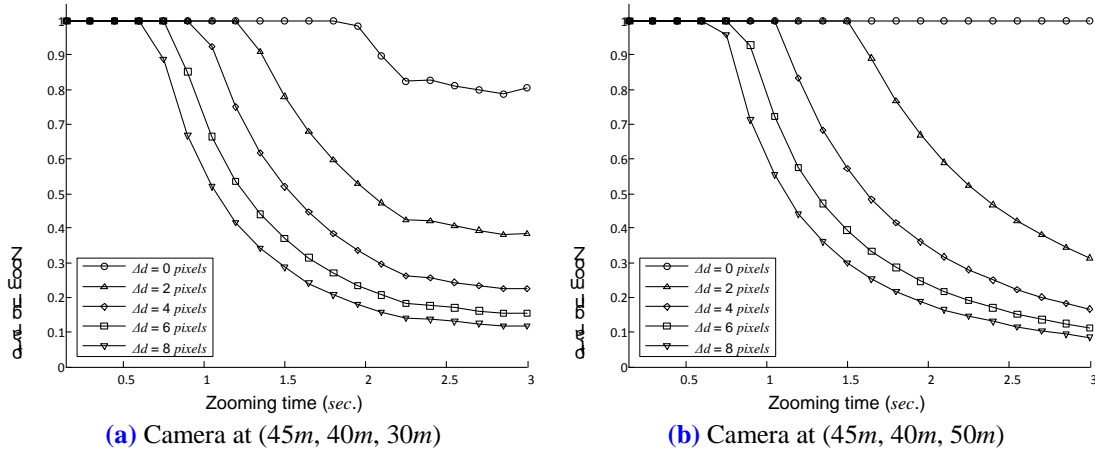 1
0.9
0.8
0.7
0.6
0.5
0.4
0.3
0.2
0.1
0
Δd = 0 pixels
Δd = 2 pixels
Δd = 4 pixels
Δd = 6 pixels
Δd = 8 pixels
0.5 1 1.5 2 2.5 3
Zooming time (sec.)
(a) Camera at (45m, 40m, 30m)
1
0.9
0.8
0.7
0.6
0.5
0.4
0.3
0.2
0.1
0
Δd = 0 pixels
Δd = 2 pixels
Δd = 4 pixels
Δd = 6 pixels
Δd = 8 pixels
0.5 1 1.5 2 2.5 3
Zooming time (sec.)
(b) Camera at (45m, 40m, 50m)